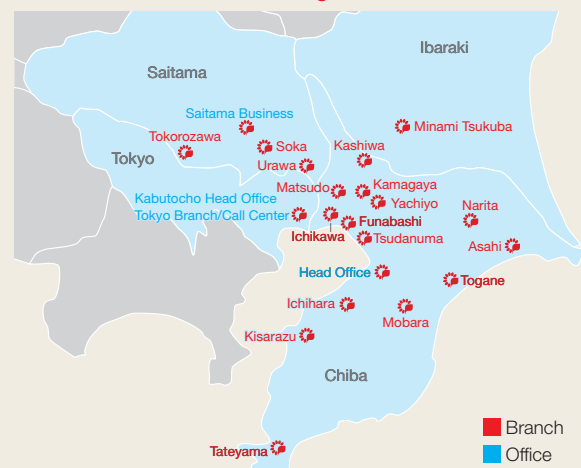 Ibaraki
Saitama
Saitama Business
Minami Tsukuba
Tokorozawa
Soka
Kashiwa
Tokyo
Urawa
Matsudo
Kamagaya
Kabutocho Head Office
Yachiyo
Narita
Tokyo Branch/Call Center
Funabashi
Ichikawa
Tsudanuma
Asahi
Head Office
Togane
Ichihara
Mobara
Kisarazu
Chiba
Branch
Tateyama
Office